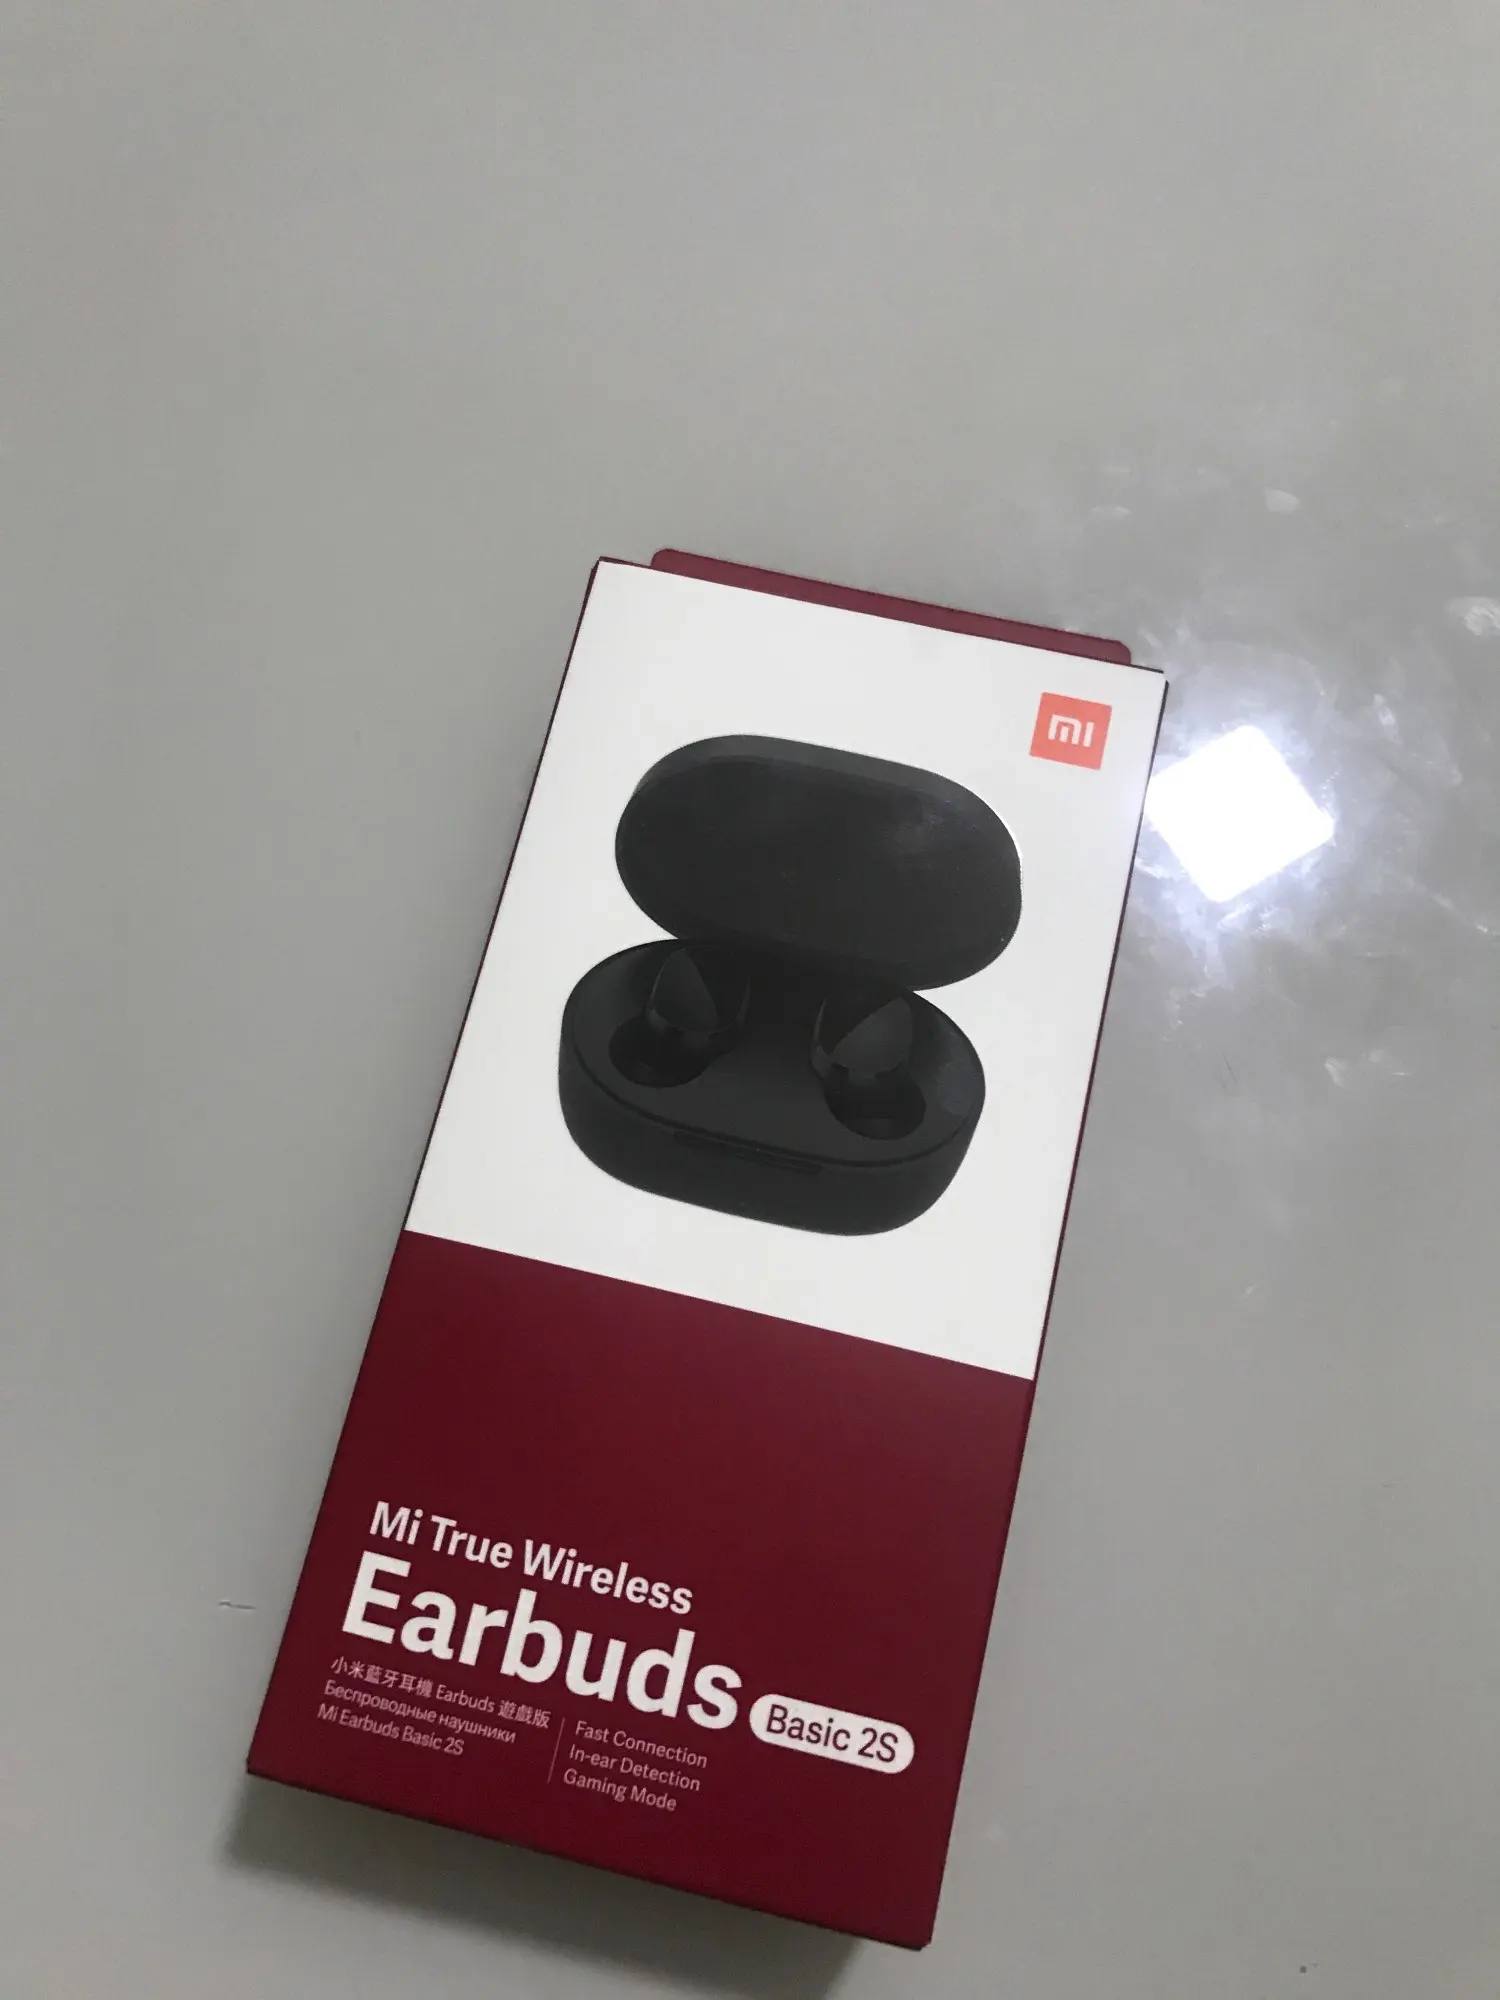 mi
Mi True Wireless
Earbuds Basic 2S
小米藍牙耳機 Earbuds 遊戲版
Беспроводные наушники
Mi Earbuds Basic 2S
Fast Connection
In-ear Detection
Gaming Mode